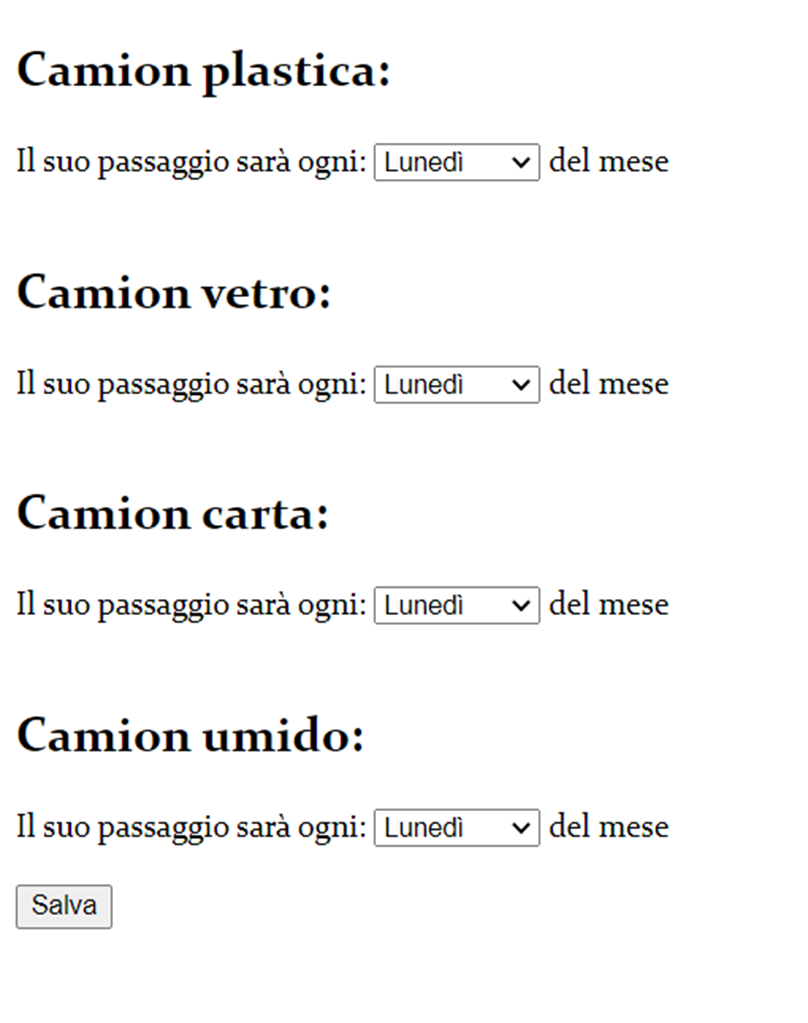 Camion plastica:
Il suo passaggio sarà ogni: Lunedì del mese
Camion vetro:
Il suo passaggio sarà ogni: Lunedì del mese
Camion carta:
Il suo passaggio sarà ogni: Lunedì del mese
Camion umido:
Il suo passaggio sarà ogni: Lunedì del mese
Salva